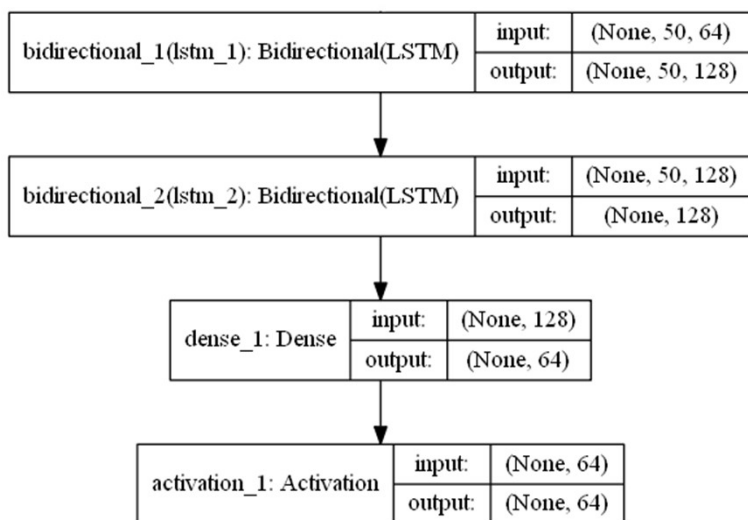 bidirectional_1(lstm_1): Bidirectional(LSTM)
input: (None, 50, 64)
output: (None, 50, 128)
bidirectional_2(lstm_2): Bidirectional(LSTM)
input: (None, 50, 128)
output: (None, 128)
dense_1: Dense
input: (None, 128)
output: (None, 64)
activation_1: Activation
input: (None, 64)
output: (None, 64)